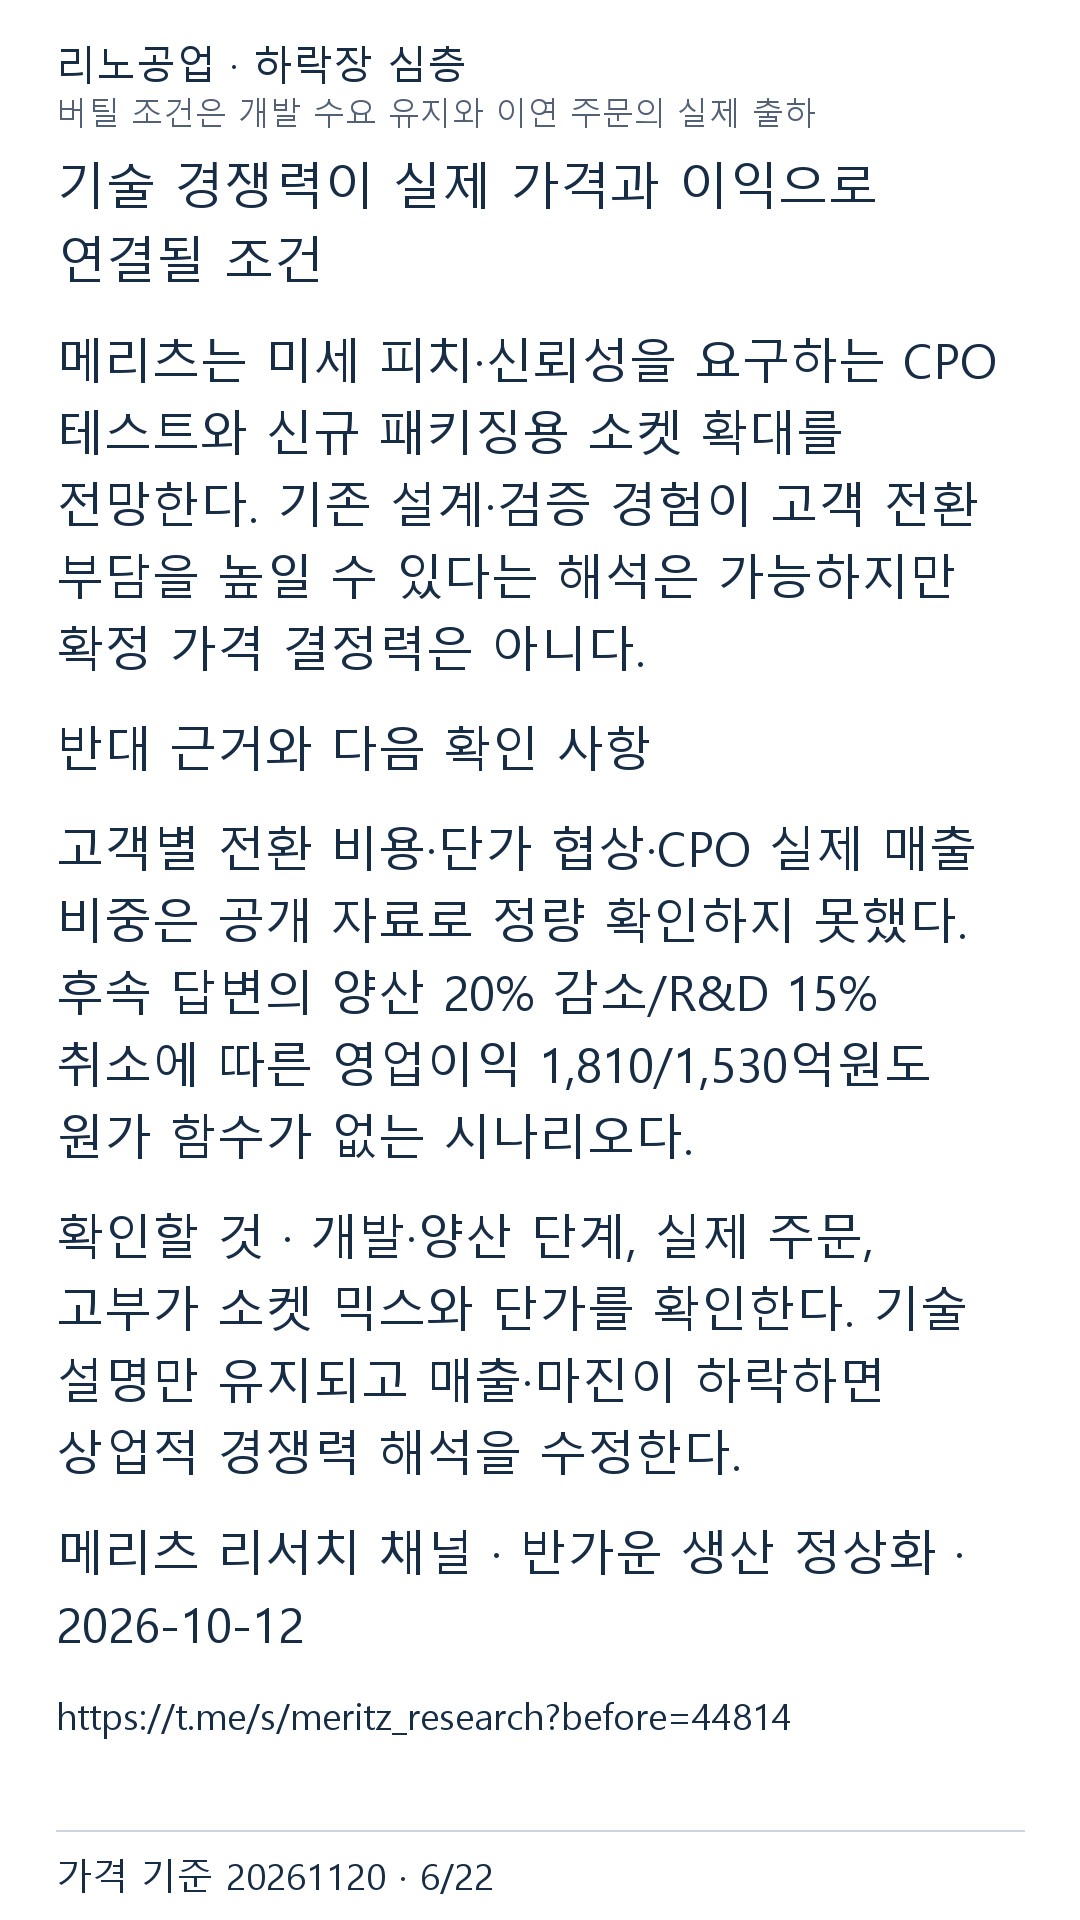 리노공업 · 하락장 심층
버틸 조건은 개발 수요 유지와 이연 주문의 실제 출하
기술 경쟁력이 실제 가격과 이익으로
연결될 조건
메리츠는 미세 피치·신뢰성을 요구하는 CPO
테스트와 신규 패키징용 소켓 확대를
전망한다. 기존 설계·검증 경험이 고객 전환
부담을 높일 수 있다는 해석은 가능하지만
확정 가격 결정력은 아니다.
반대 근거와 다음 확인 사항
고객별 전환 비용·단가 협상·CPO 실제 매출
비중은 공개 자료로 정량 확인하지 못했다.
후속 답변의 양산 20% 감소/R&D 15%
취소에 따른 영업이익 1,810/1,530억원도
원가 함수가 없는 시나리오다.
확인할 것 · 개발·양산 단계, 실제 주문,
고부가 소켓 믹스와 단가를 확인한다. 기술
설명만 유지되고 매출·마진이 하락하면
상업적 경쟁력 해석을 수정한다.
메리츠 리서치 채널 · 반가운 생산 정상화 ·
2026-10-12
https://t.me/s/meritz_research?before=44814
가격 기준 20261120 · 6/22